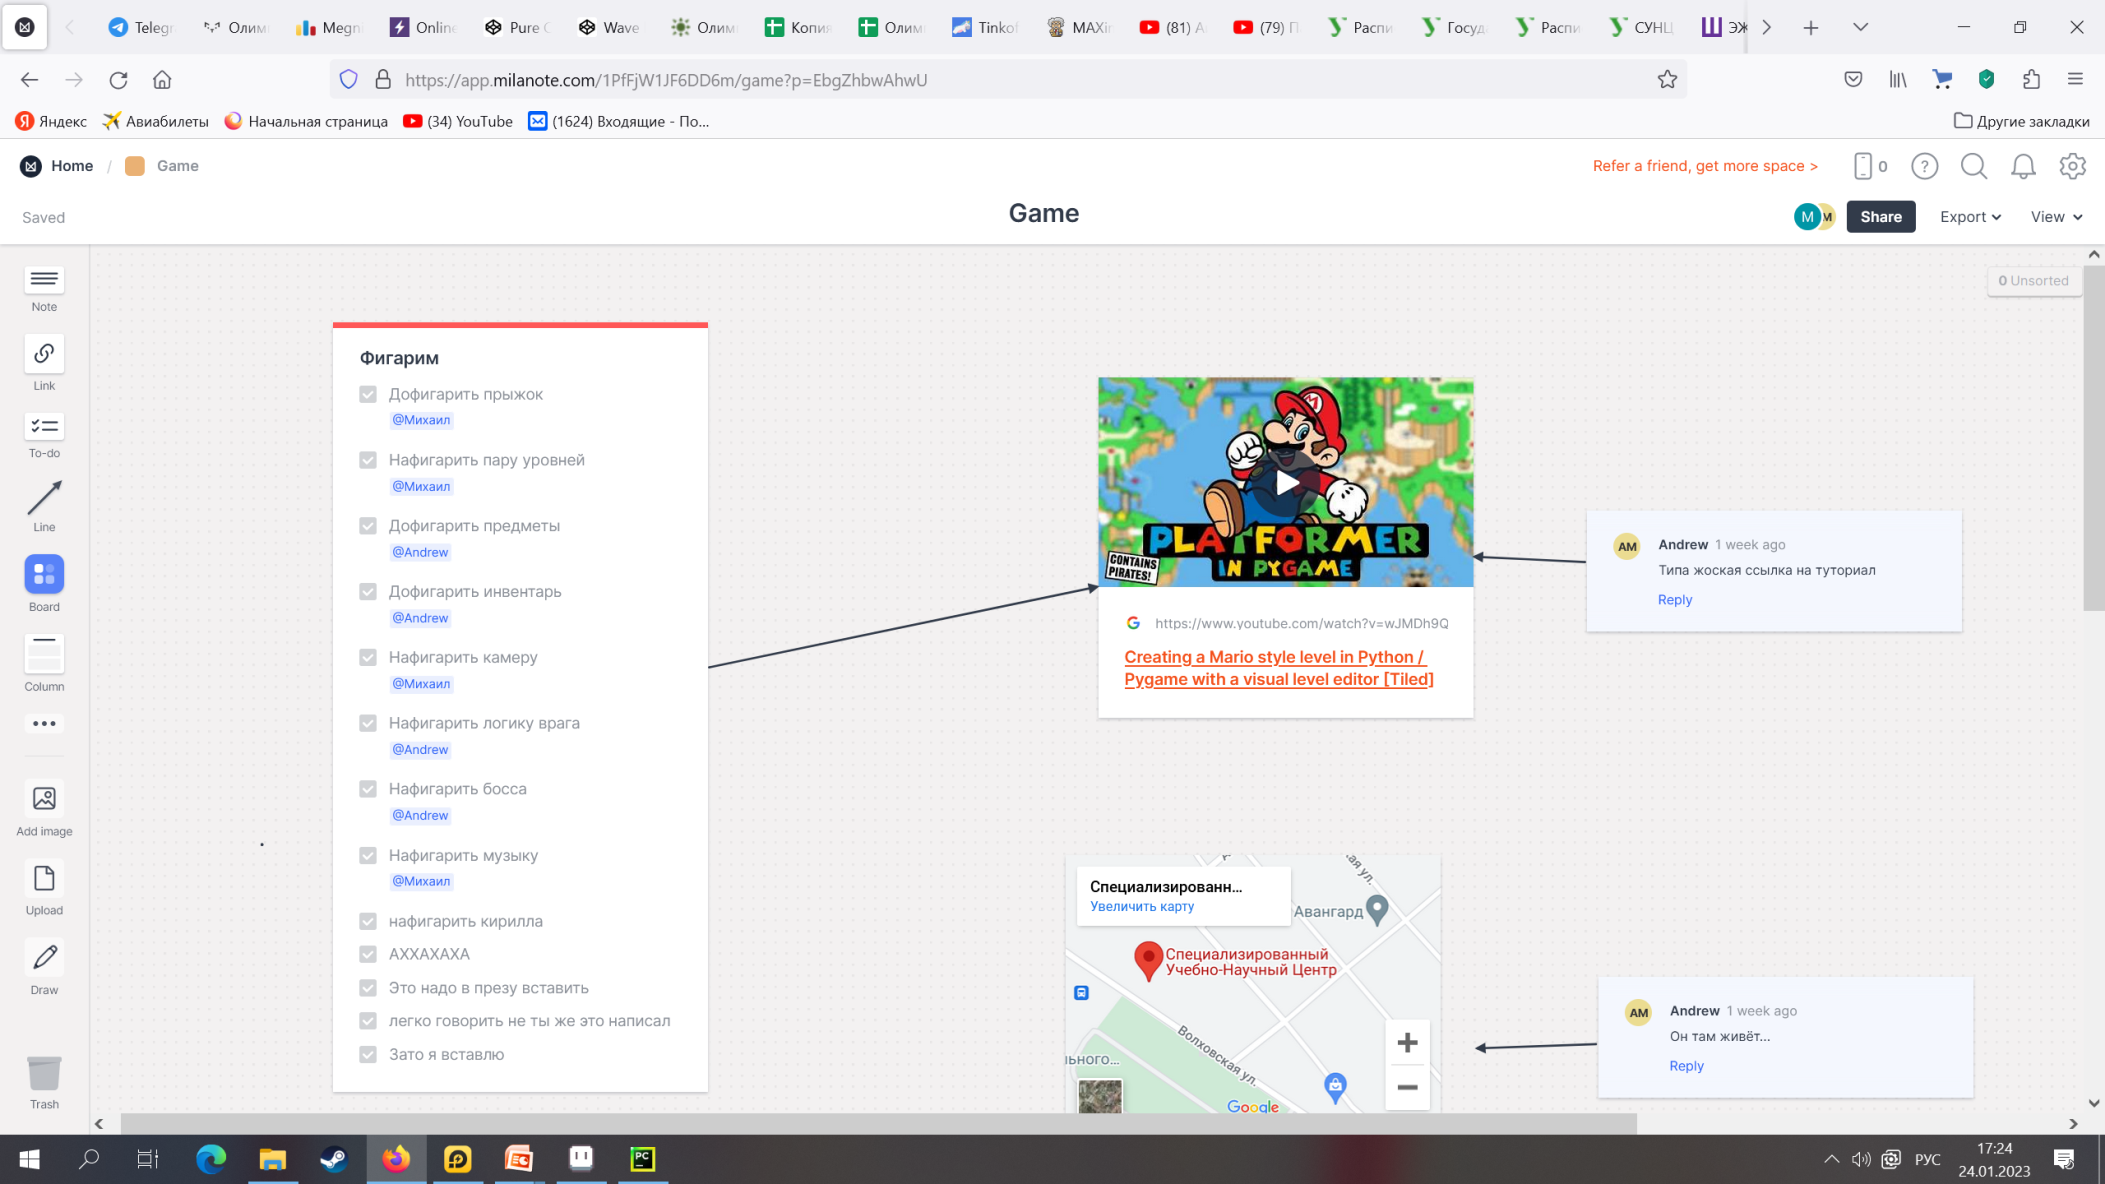 Telegr
Олим
Megn
Online
Pure C
Wave
Олим
Копия
Олим
Tinkof
MAXim
(81) A
(79) П
Распи
Госуд
Распи
СУНЦ
ЭЖ
https://app.milanote.com/1PfFjW1JF6DD6m/game?p=EbgZhbwAhwU
Яндекс
Авиабилеты
Начальная страница
(34) YouTube
(1624) Входящие - По...
Другие закладки
Home / Game
Refer a friend, get more space >
0
Saved
Game
M
M
Share
Export
View
0 Unsorted
Note
Link
To-do
Line
Board
Column
Add image
Upload
Draw
Trash
Фигарим
Дофигарить прыжок
@Михаил
Нафигарить пару уровней
@Михаил
Дофигарить предметы
@Andrew
Дофигарить инвентарь
@Andrew
Нафигарить камеру
@Михаил
Нафигарить логику врага
@Andrew
Нафигарить босса
@Andrew
Нафигарить музыку
@Михаил
нафигарить кирилла
АХХАХАХА
Это надо в презу вставить
легко говорить не ты же это написал
Зато я вставлю
PLATFORMER
IN PYGAME
CONTAINS
PIRATES!
https://www.youtube.com/watch?v=wJMDh9Q
Creating a Mario style level in Python /
Pygame with a visual level editor [Tiled]
AM
Andrew 1 week ago
Типа жоская ссылка на туториал
Reply
Специализированн...
Увеличить карту
ая ул.
Авангард
Специализированный
Учебно-Научный Центр
Волховская ул.
ьного...
Google
AM
Andrew 1 week ago
Он там живёт...
Reply
PC
РУС
17:24
24.01.2023